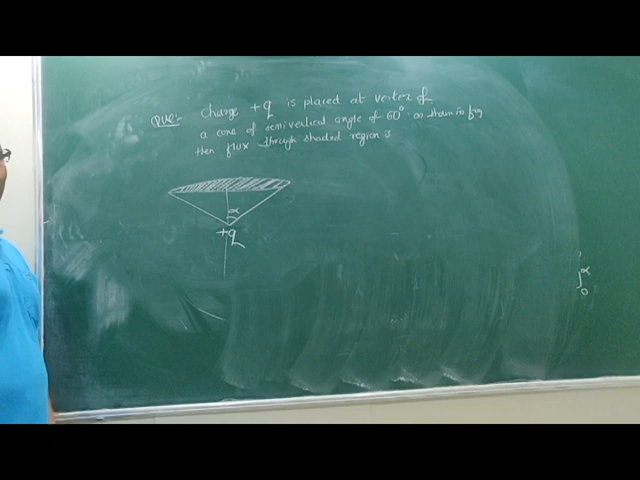 Que:- Charge +q is placed at vertex of
a cone of semivertical angle of 60° as shown in fig
then flux through shaded region is
α
+q
∫₀^α